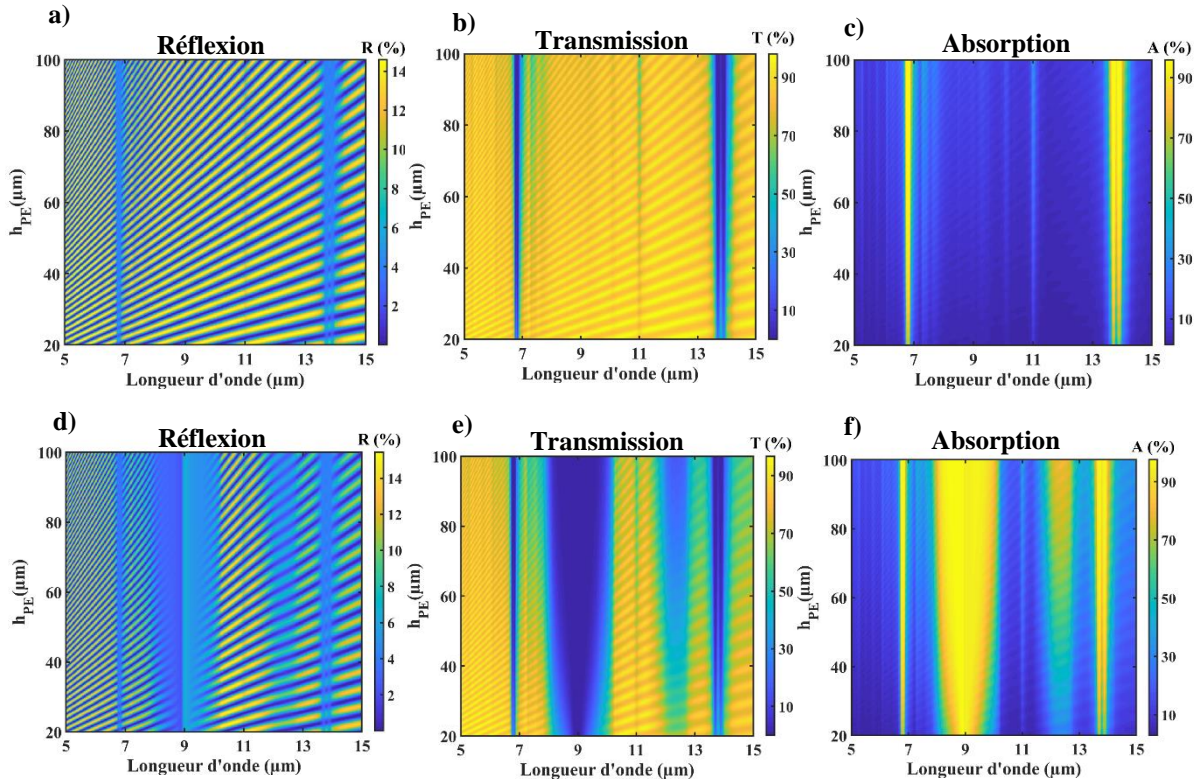 a)
Réflexion
R (%)
100
80
60
40
20
h_PE(µm)
5 7 9 11 13 15
Longueur d'onde (µm)
14
12
10
8
6
4
2
b)
Transmission
T (%)
100
80
60
40
20
h_PE(µm)
5 7 9 11 13 15
Longueur d'onde (µm)
90
70
50
30
10
c)
Absorption
A (%)
100
80
60
40
20
h_PE(µm)
5 7 9 11 13 15
Longueur d'onde (µm)
90
70
50
30
10
d)
Réflexion
R (%)
100
80
60
40
20
h_PE(µm)
5 7 9 11 13 15
Longueur d'onde (µm)
14
12
10
8
6
4
2
e)
Transmission
T (%)
100
80
60
40
20
h_PE(µm)
5 7 9 11 13 15
Longueur d'onde (µm)
90
70
50
30
10
f)
Absorption
A (%)
100
80
60
40
20
h_PE(µm)
5 7 9 11 13 15
Longueur d'onde (µm)
90
70
50
30
10